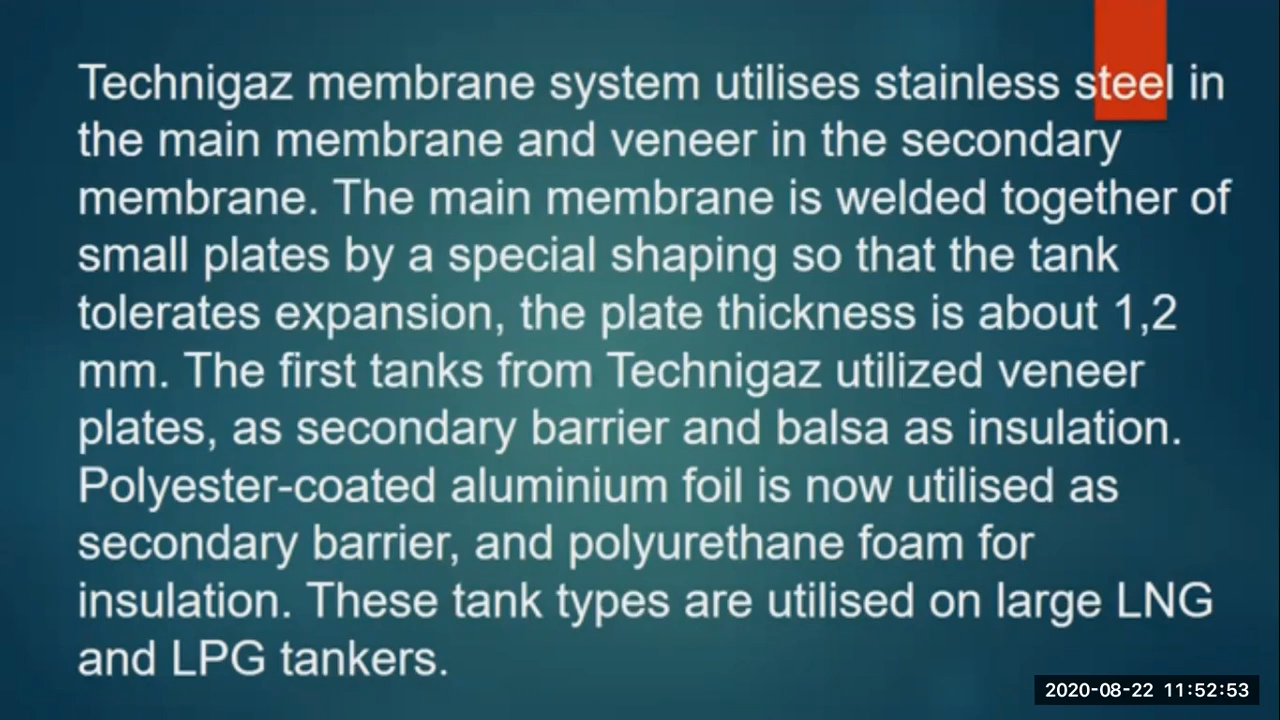 Technigaz membrane system utilises stainless steel in
the main membrane and veneer in the secondary
membrane. The main membrane is welded together of
small plates by a special shaping so that the tank
tolerates expansion, the plate thickness is about 1,2
mm. The first tanks from Technigaz utilized veneer
plates, as secondary barrier and balsa as insulation.
Polyester-coated aluminium foil is now utilised as
secondary barrier, and polyurethane foam for
insulation. These tank types are utilised on large LNG
and LPG tankers.
2020-08-22 11:52:53